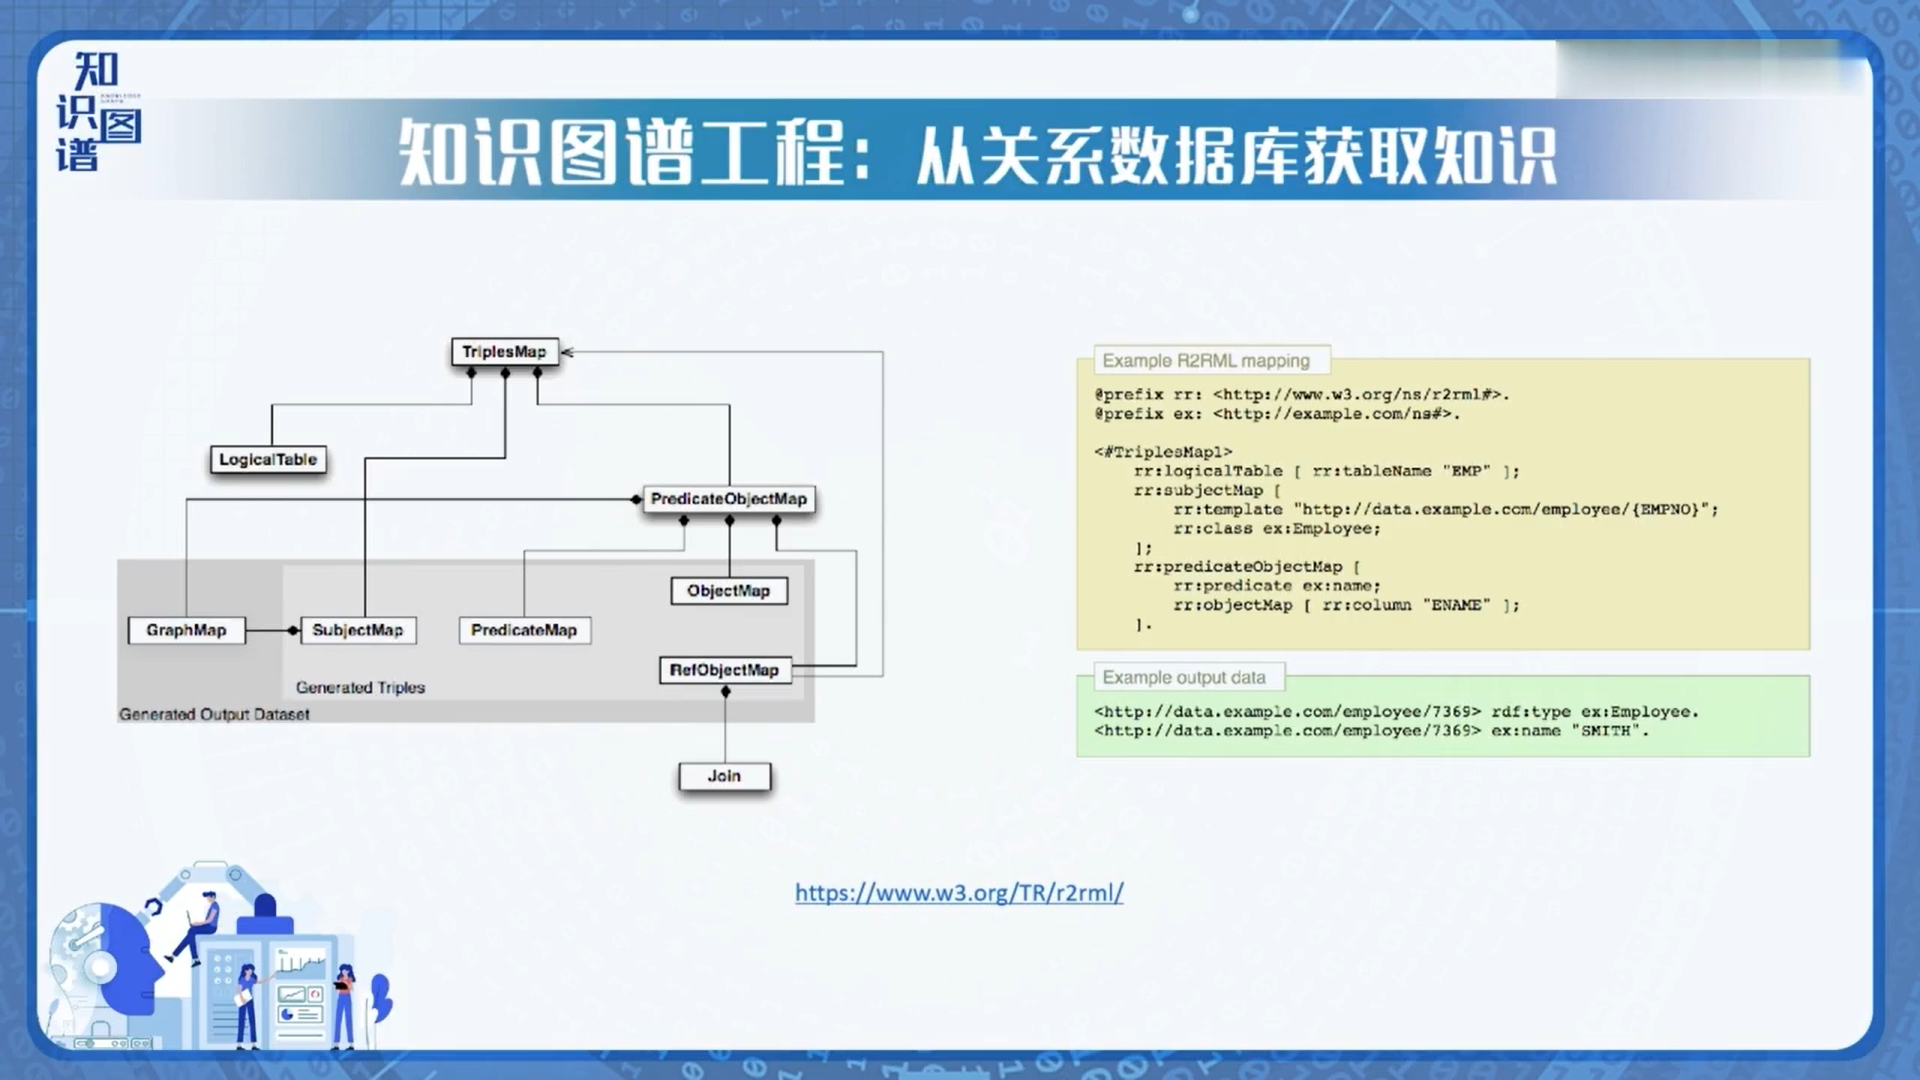 知识图谱
知识图谱工程：从关系数据库获取知识
TriplesMap
LogicalTable
PredicateObjectMap
ObjectMap
GraphMap
SubjectMap
PredicateMap
RefObjectMap
Generated Triples
Generated Output Dataset
Join
Example R2RML mapping
@prefix rr: <http://www.w3.org/ns/r2rml#>.
@prefix ex: <http://example.com/ns#>.
<#TriplesMap1>
rr:logicalTable [ rr:tableName "EMP" ];
rr:subjectMap [
rr:template "http://data.example.com/employee/{EMPNO}";
rr:class ex:Employee;
];
rr:predicateObjectMap [
rr:predicate ex:name;
rr:objectMap [ rr:column "ENAME" ];
].
Example output data
<http://data.example.com/employee/7369> rdf:type ex:Employee.
<http://data.example.com/employee/7369> ex:name "SMITH".
https://www.w3.org/TR/r2rml/